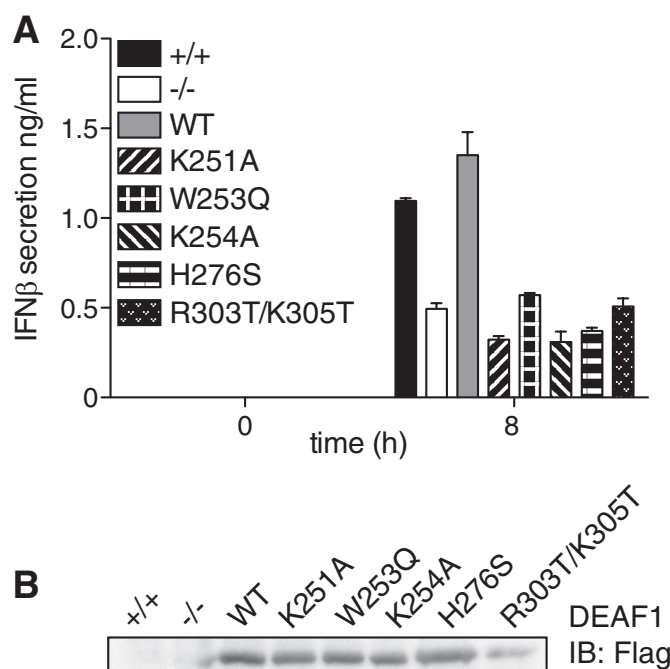 A
IFNβ secretion ng/ml
2.0
1.5
1.0
0.5
0
+/+
-/-
WT
K251A
W253Q
K254A
H276S
R303T/K305T
0
8
time (h)
B
+/+
-/-
WT
K251A
W253Q
K254A
H276S
R303T/K305T
DEAF1
IB: Flag